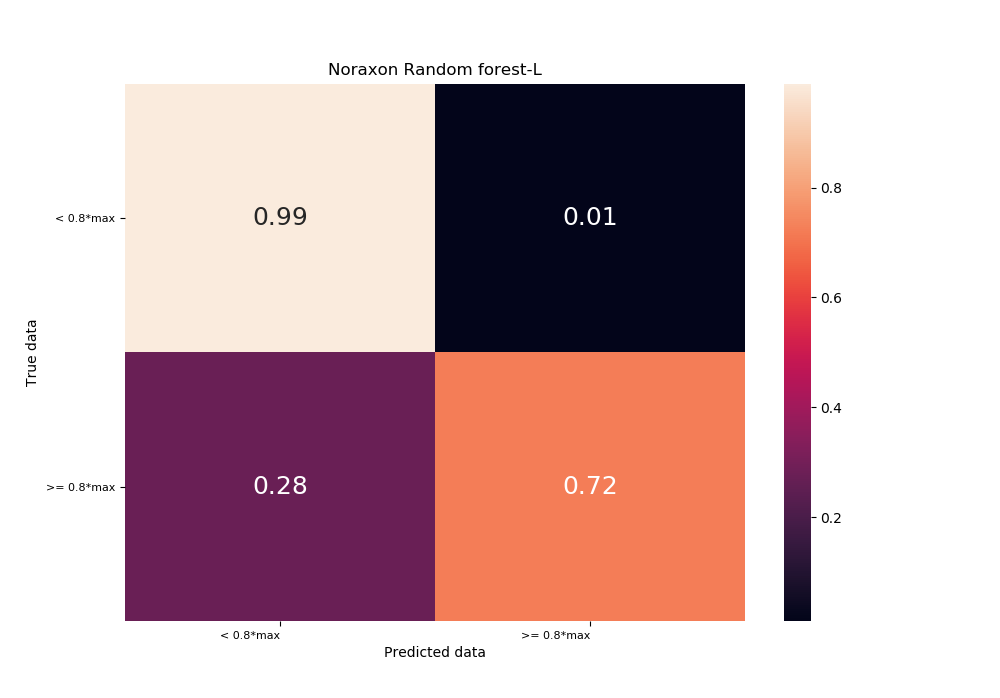 Noraxon Random forest-L
True data
< 0.8*max
0.99
0.01
>= 0.8*max
0.28
0.72
< 0.8*max
>= 0.8*max
Predicted data
0.8
0.6
0.4
0.2